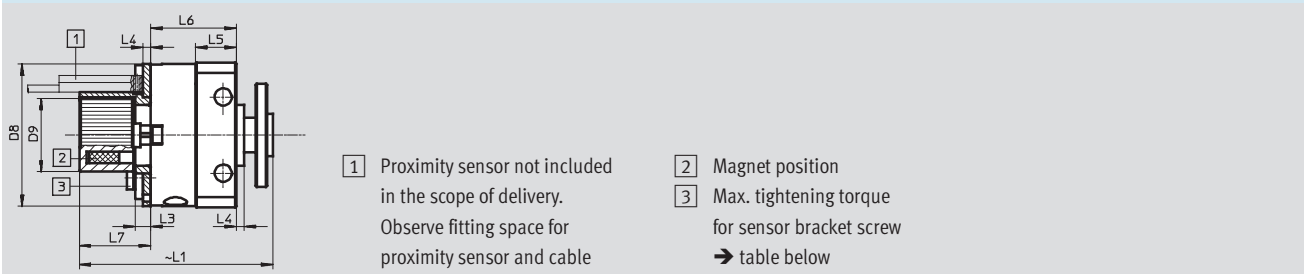 L6
L4
L5
1
D8
D9
2
3
L3
L4
L7
~L1
1 Proximity sensor not included
in the scope of delivery.
Observe fitting space for
proximity sensor and cable
2 Magnet position
3 Max. tightening torque
for sensor bracket screw
➔ table below